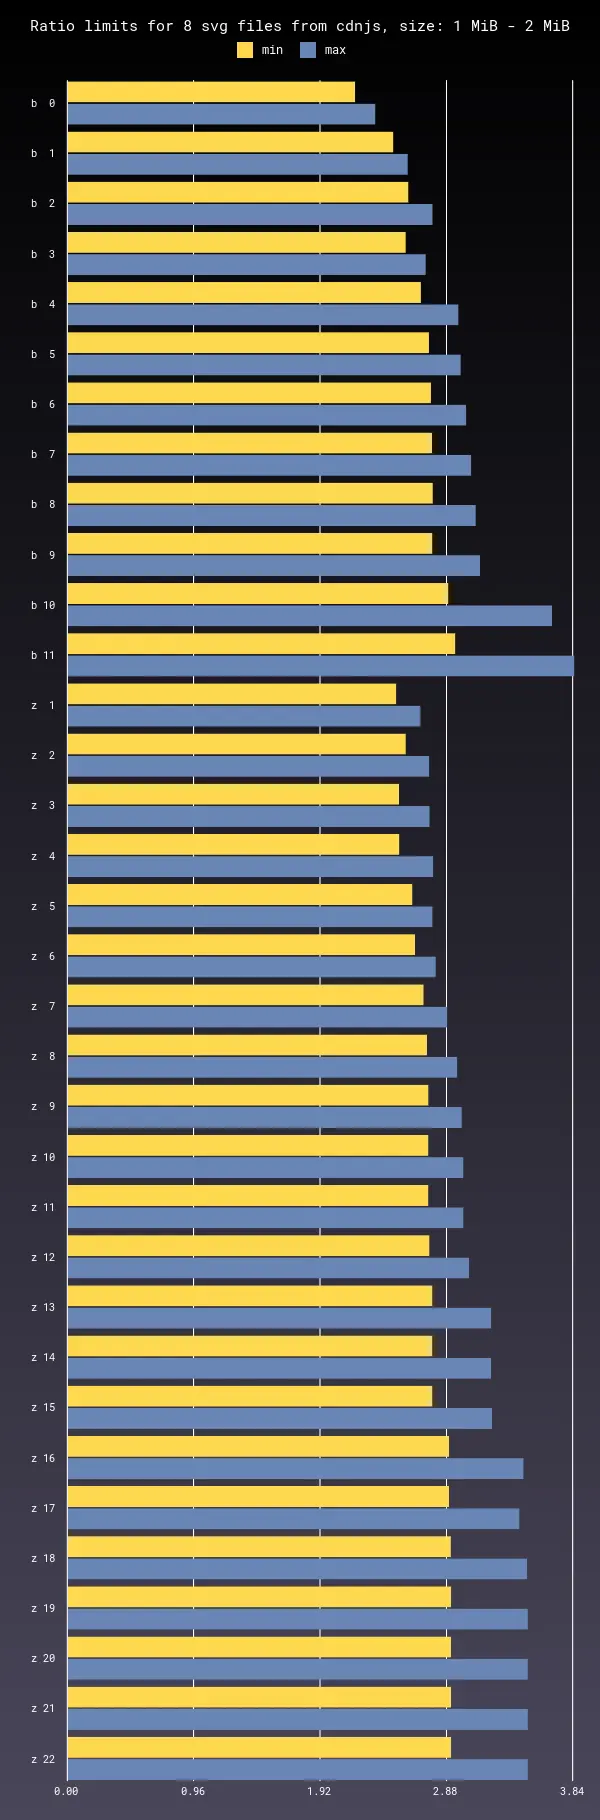 Ratio limits for 8 svg files from cdnjs, size: 1 MiB - 2 MiB
min max
b 0
b 1
b 2
b 3
b 4
b 5
b 6
b 7
b 8
b 9
b 10
b 11
z 1
z 2
z 3
z 4
z 5
z 6
z 7
z 8
z 9
z 10
z 11
z 12
z 13
z 14
z 15
z 16
z 17
z 18
z 19
z 20
z 21
z 22
0.00 0.96 1.92 2.88 3.84